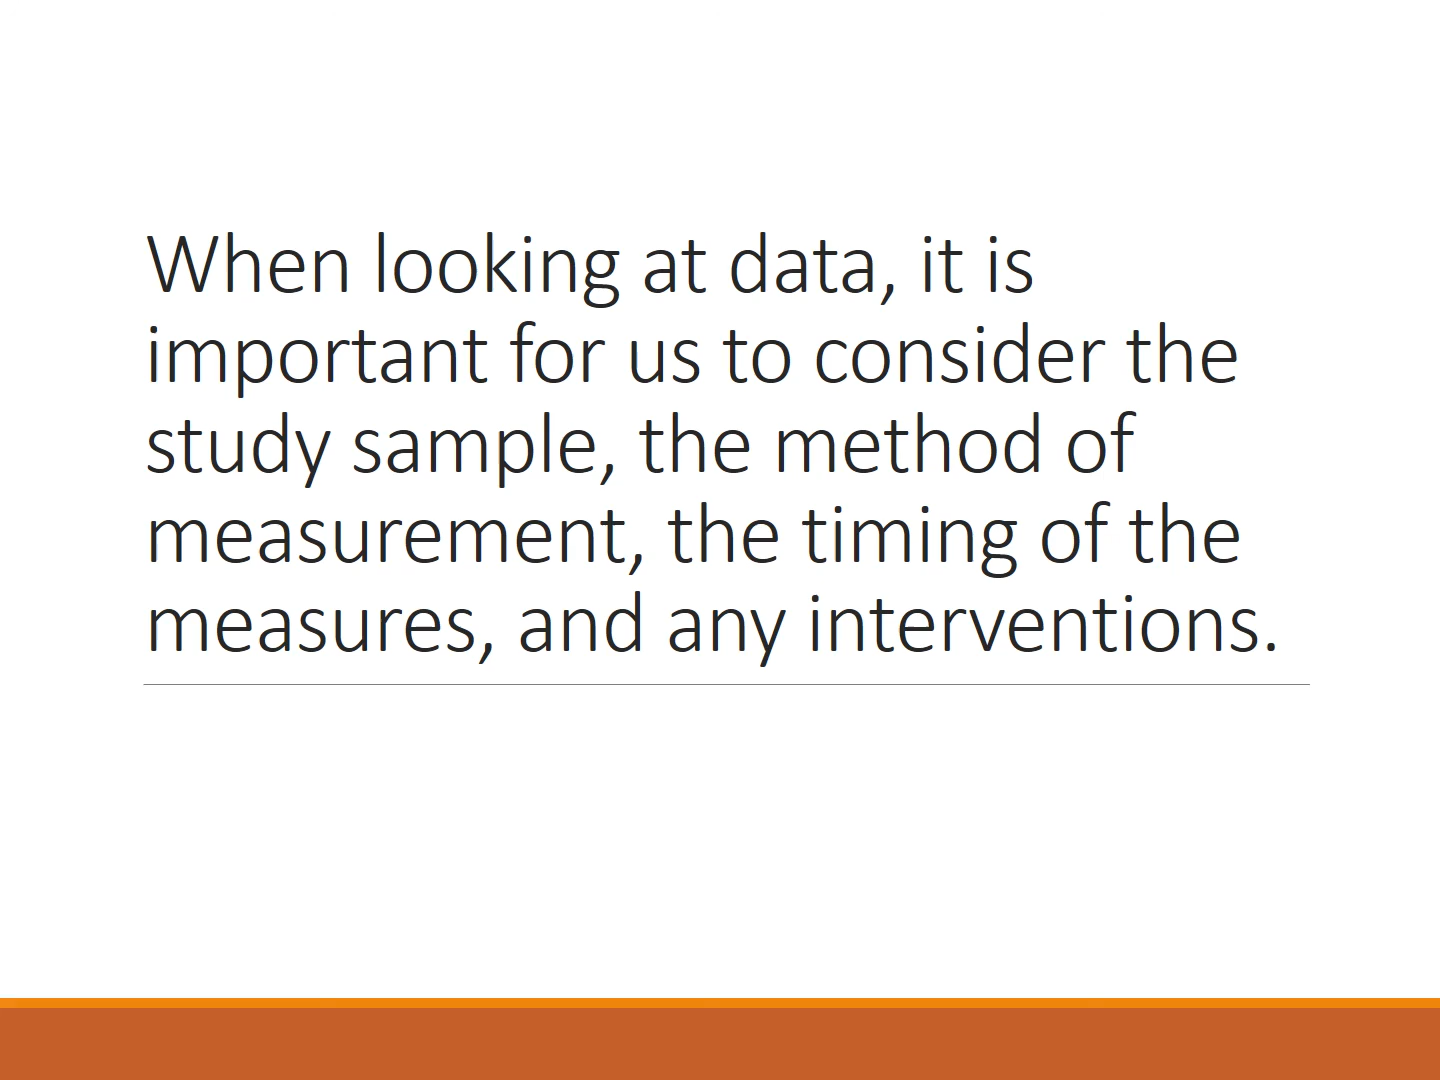 When looking at data, it is
important for us to consider the
study sample, the method of
measurement, the timing of the
measures, and any interventions.